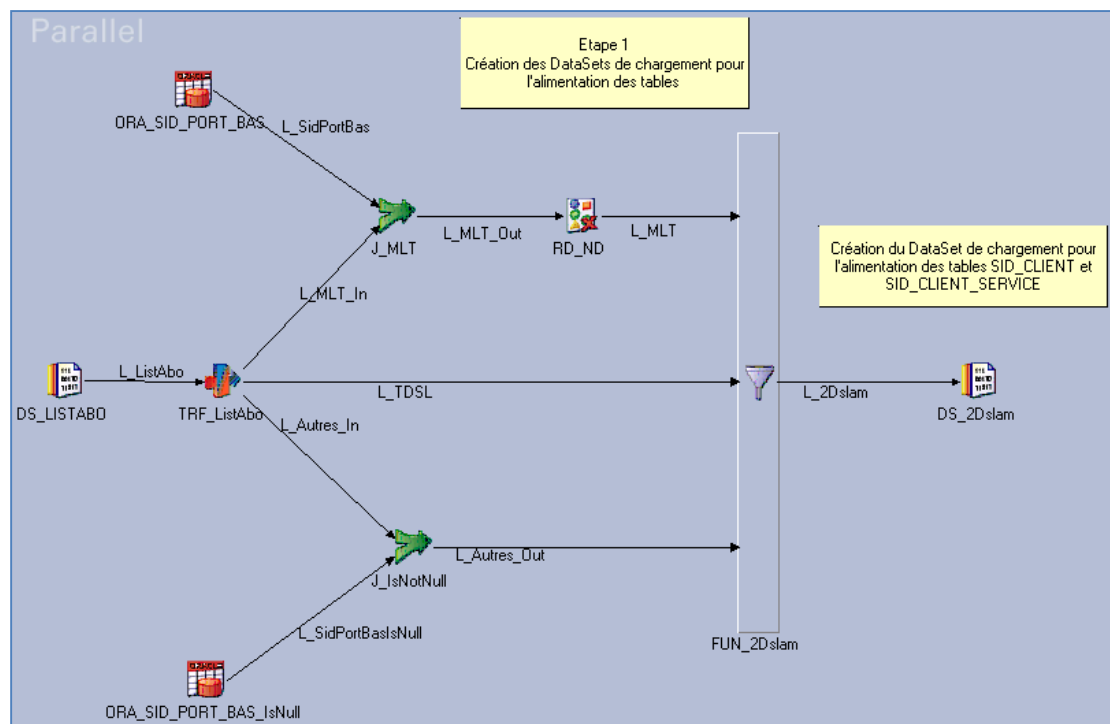 Parallel
Etape 1
Création des DataSets de chargement pour
l'alimentation des tables
ORA_SID_PORT_BAS
L_SidPortBas
J_MLT
L_MLT_Out
RD_ND
L_MLT
Création du DataSet de chargement pour
l'alimentation des tables SID_CLIENT et
SID_CLIENT_SERVICE
L_MLT_In
DS_LISTABO
L_ListAbo
TRF_ListAbo
L_TDSL
L_2Dslam
DS_2Dslam
L_Autres_In
J_IsNotNull
L_Autres_Out
L_SidPortBasIsNull
FUN_2Dslam
ORA_SID_PORT_BAS_IsNull